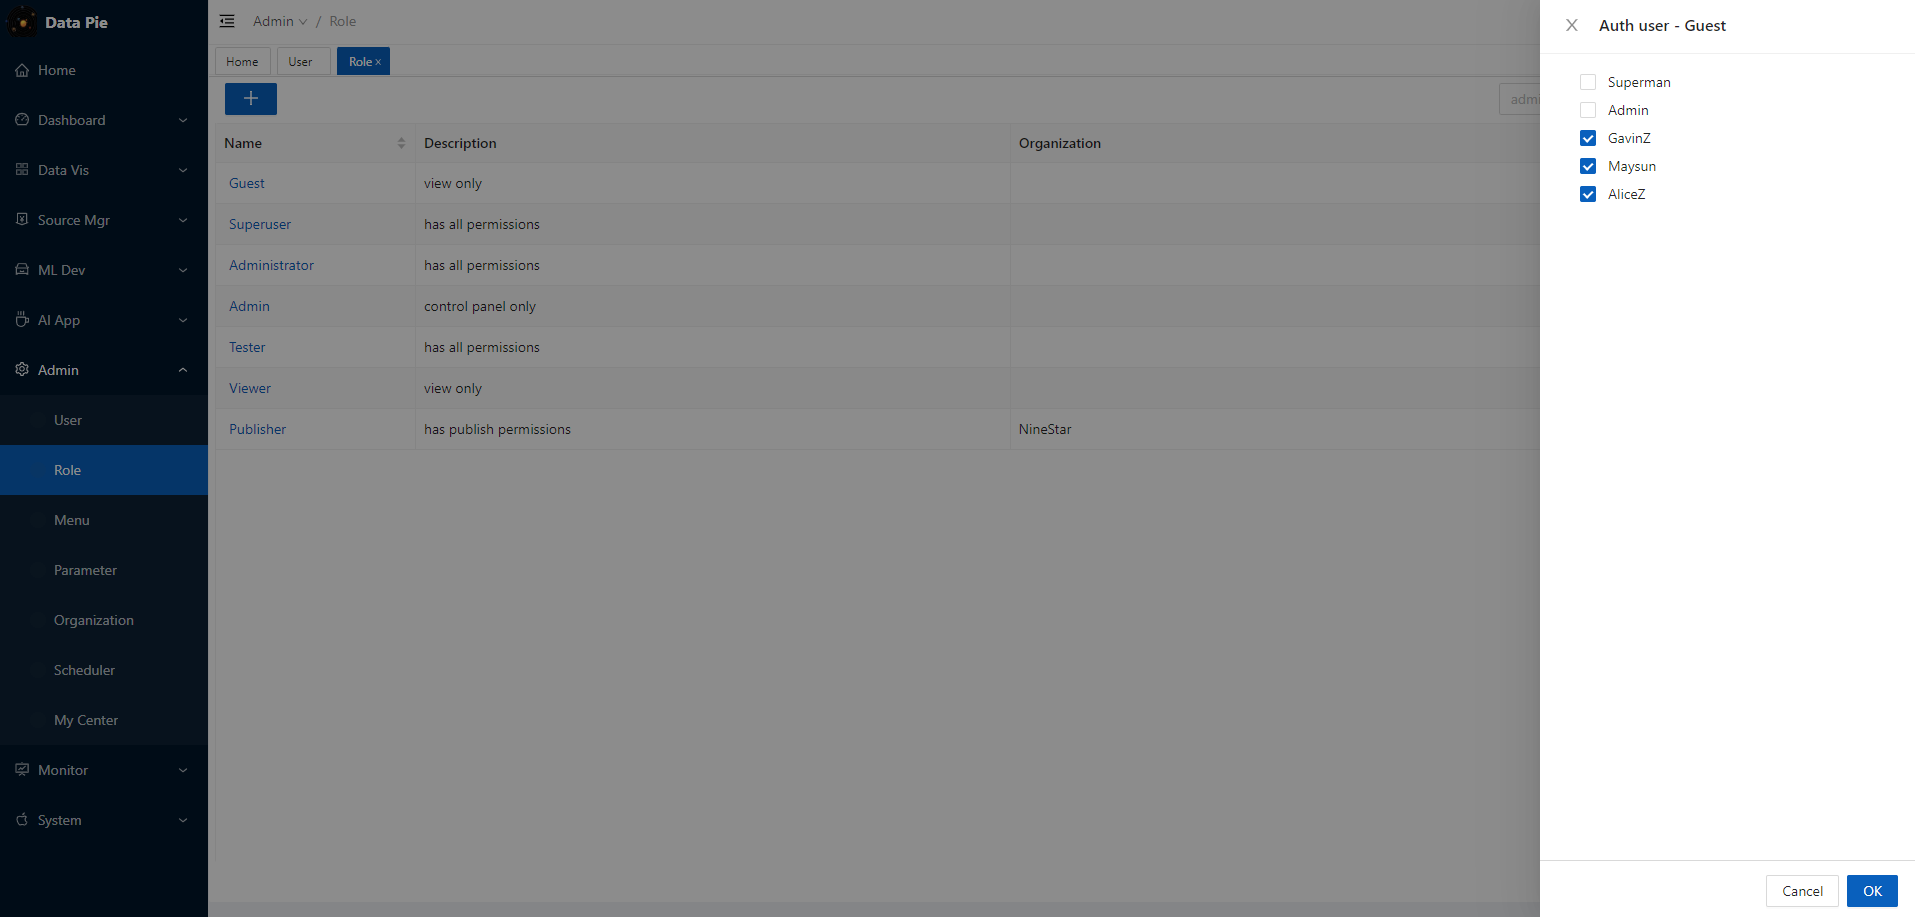 Data Pie
Home
Dashboard
Data Vis
Source Mgr
ML Dev
AI App
Admin
User
Role
Menu
Parameter
Organization
Scheduler
My Center
Monitor
System
Admin / Role
Home User Role ×
+
adm
Name Description Organization
Guest view only
Superuser has all permissions
Administrator has all permissions
Admin control panel only
Tester has all permissions
Viewer view only
Publisher has publish permissions NineStar
Auth user - Guest
Superman
Admin
GavinZ
Maysun
AliceZ
Cancel OK